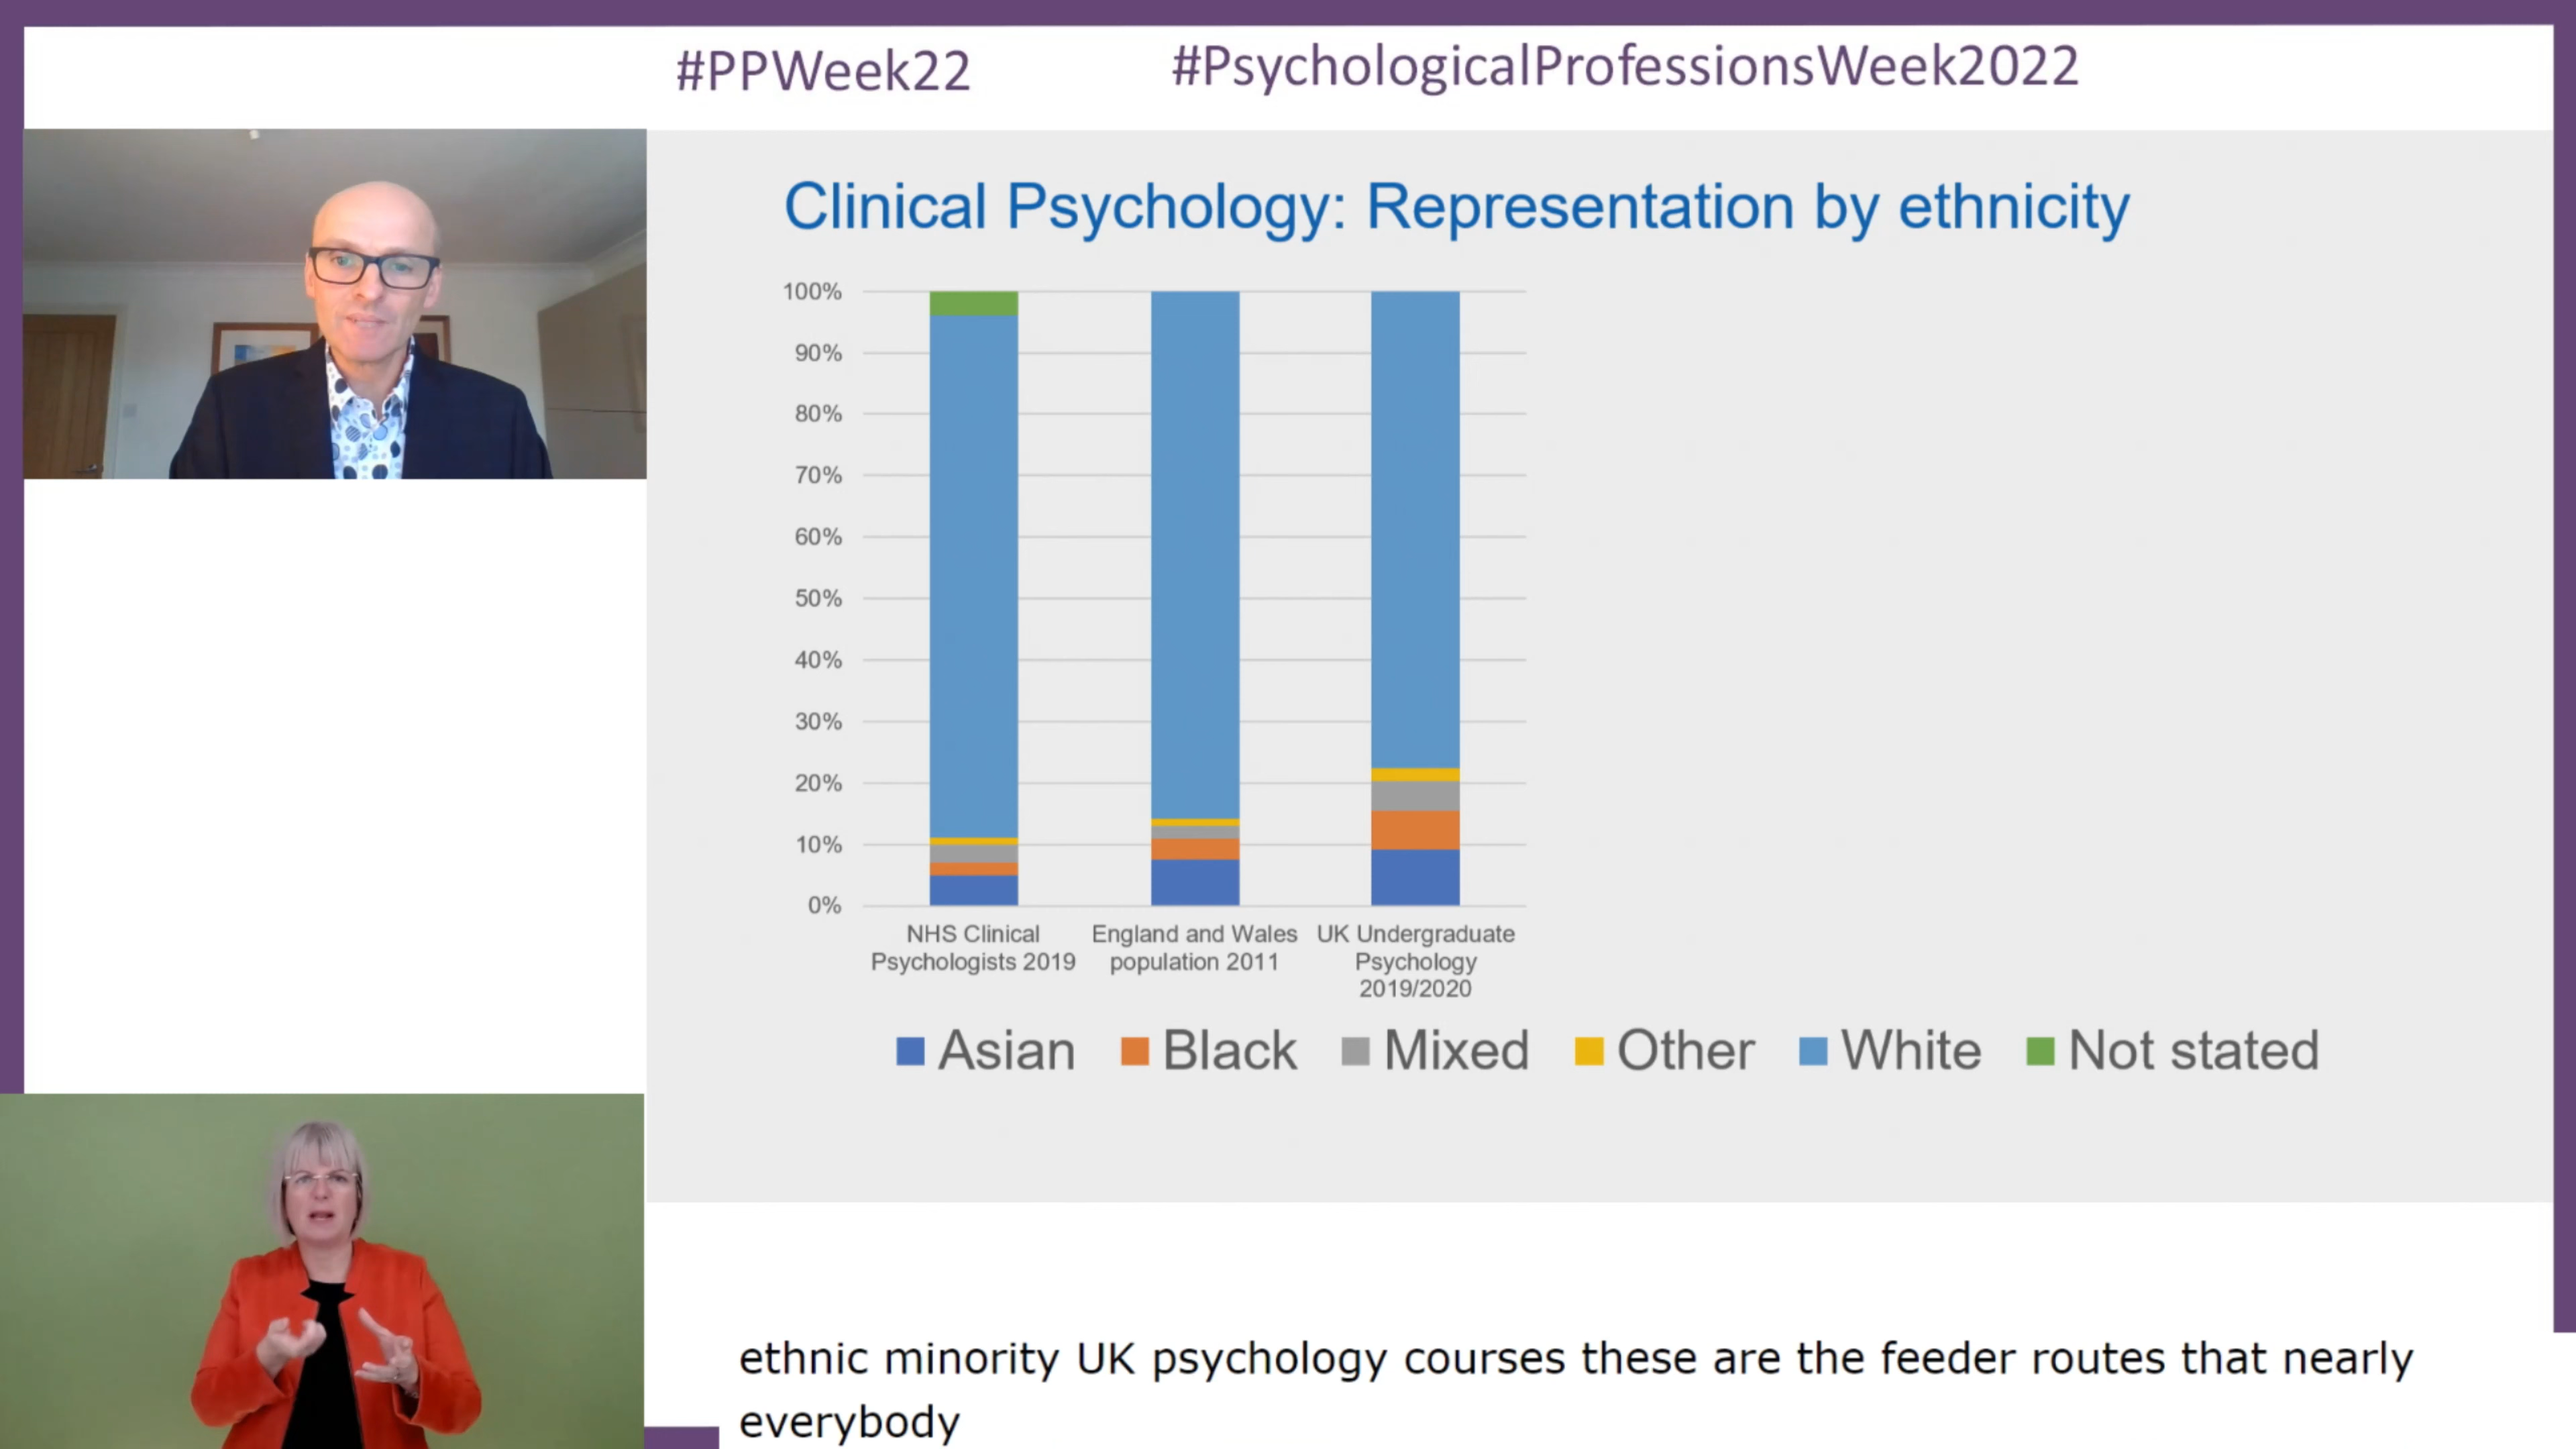 #PPWeek22
#PsychologicalProfessionsWeek2022
Clinical Psychology: Representation by ethnicity
100%
90%
80%
70%
60%
50%
40%
30%
20%
10%
0%
NHS Clinical
Psychologists 2019
England and Wales
population 2011
UK Undergraduate
Psychology
2019/2020
Asian
Black
Mixed
Other
White
Not stated
ethnic minority UK psychology courses these are the feeder routes that nearly
everybody